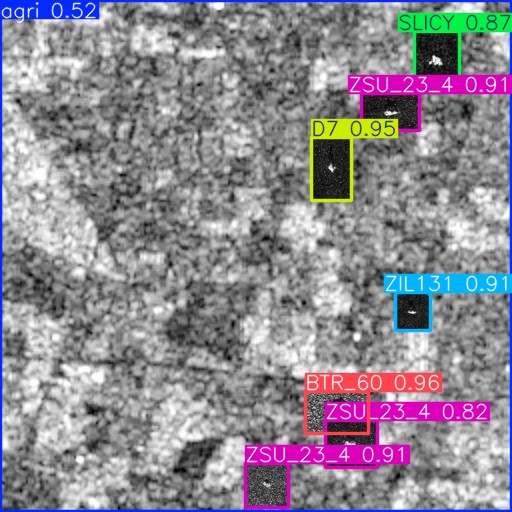 agri 0.52
SLICY 0.87
ZSU_23_4 0.91
D7 0.95
ZIL131 0.91
BTR_60 0.96
ZSU_23_4 0.82
ZSU_23_4 0.91